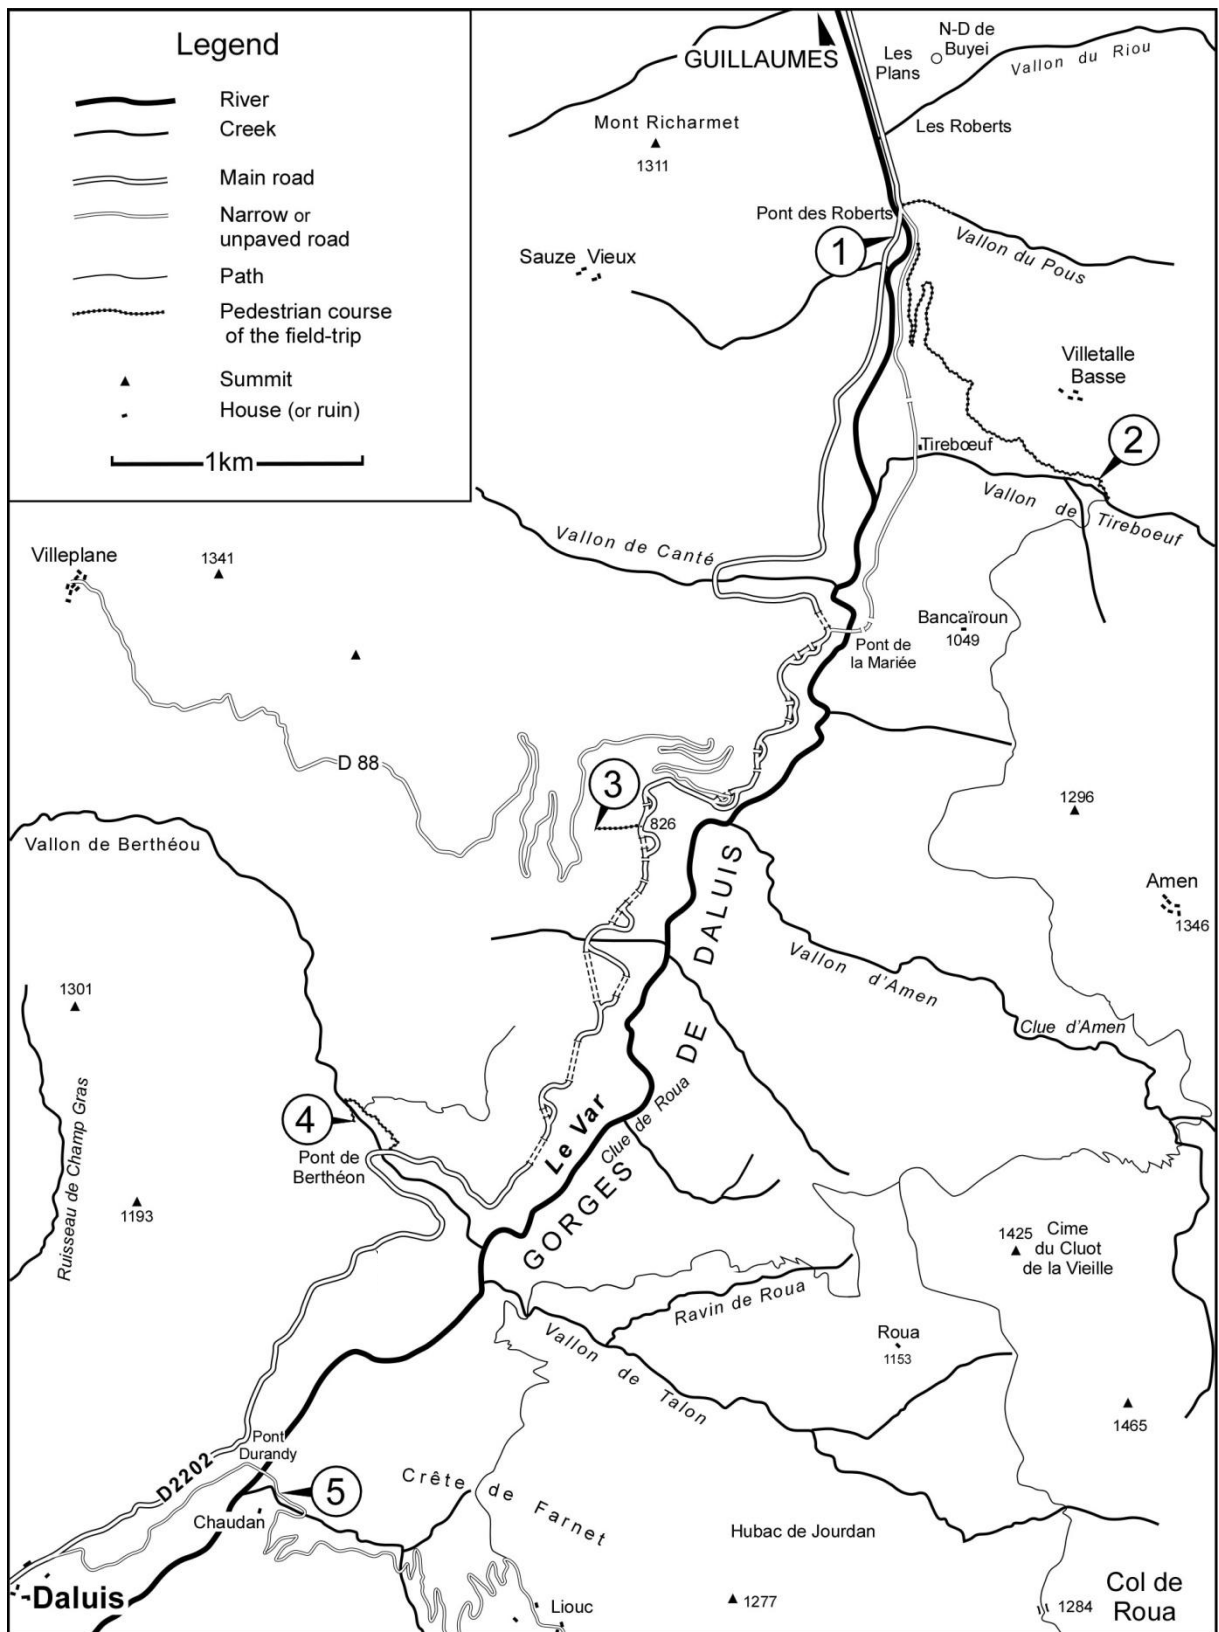 Legend
River
Creek
Main road
Narrow or
unpaved road
Path
Pedestrian course
of the field-trip
Summit
House (or ruin)
1km
GUILLAUMES
N-D de
Buyei
Les
Plans
Vallon du Riou
Les Roberts
Mont Richarmet
1311
Pont des Roberts
1
Vallon du Pous
Sauze Vieux
Villetalle
Basse
2
Tirebœuf
Vallon de Tireboeuf
Vallon de Canté
Villeplane
1341
Bancaïroun
1049
Pont de
la Mariée
D 88
3
826
1296
Vallon de Berthéou
Amen
1346
GORGES DE DALUIS
Vallon d'Amen
Clue d'Amen
1301
Ruisseau de Champ Gras
4
Pont de
Berthéon
Le Var
Clue de Roua
1193
1425
Cime
du Cluot
de la Vieille
Ravin de Roua
Roua
1153
Vallon de Talon
1465
Pont
Durandy
D2202
5
Chaudan
Crête de Farnet
Hubac de Jourdan
Daluis
Liouc
1277
1284
Col de
Roua